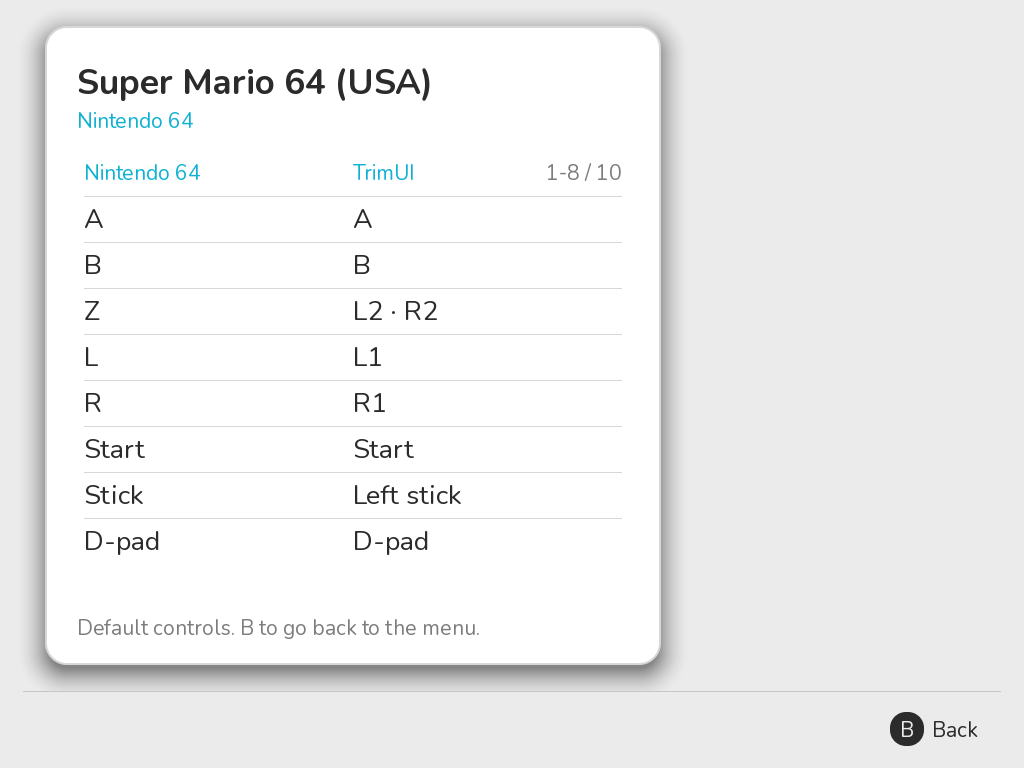 Super Mario 64 (USA)
Nintendo 64
Nintendo 64 TrimUI 1-8 / 10
A A
B B
Z L2 · R2
L L1
R R1
Start Start
Stick Left stick
D-pad D-pad
Default controls. B to go back to the menu.
B Back